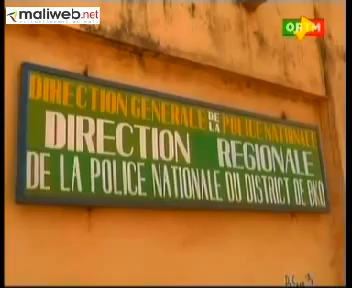 maliweb.net
ORTM
DIRECTION GENERALE DE LA POLICE NATIONALE
DIRECTION REGIONALE
DE LA POLICE NATIONALE DU DISTRICT DE BKO